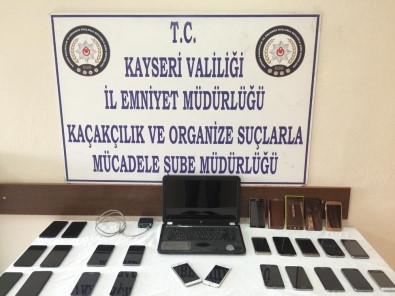 T.C.
KAYSERİ VALİLİĞİ
İL EMNİYET MÜDÜRLÜĞÜ
KAÇAKÇILIK VE ORGANİZE SUÇLARLA
MÜCADELE ŞUBE MÜDÜRLÜĞÜ